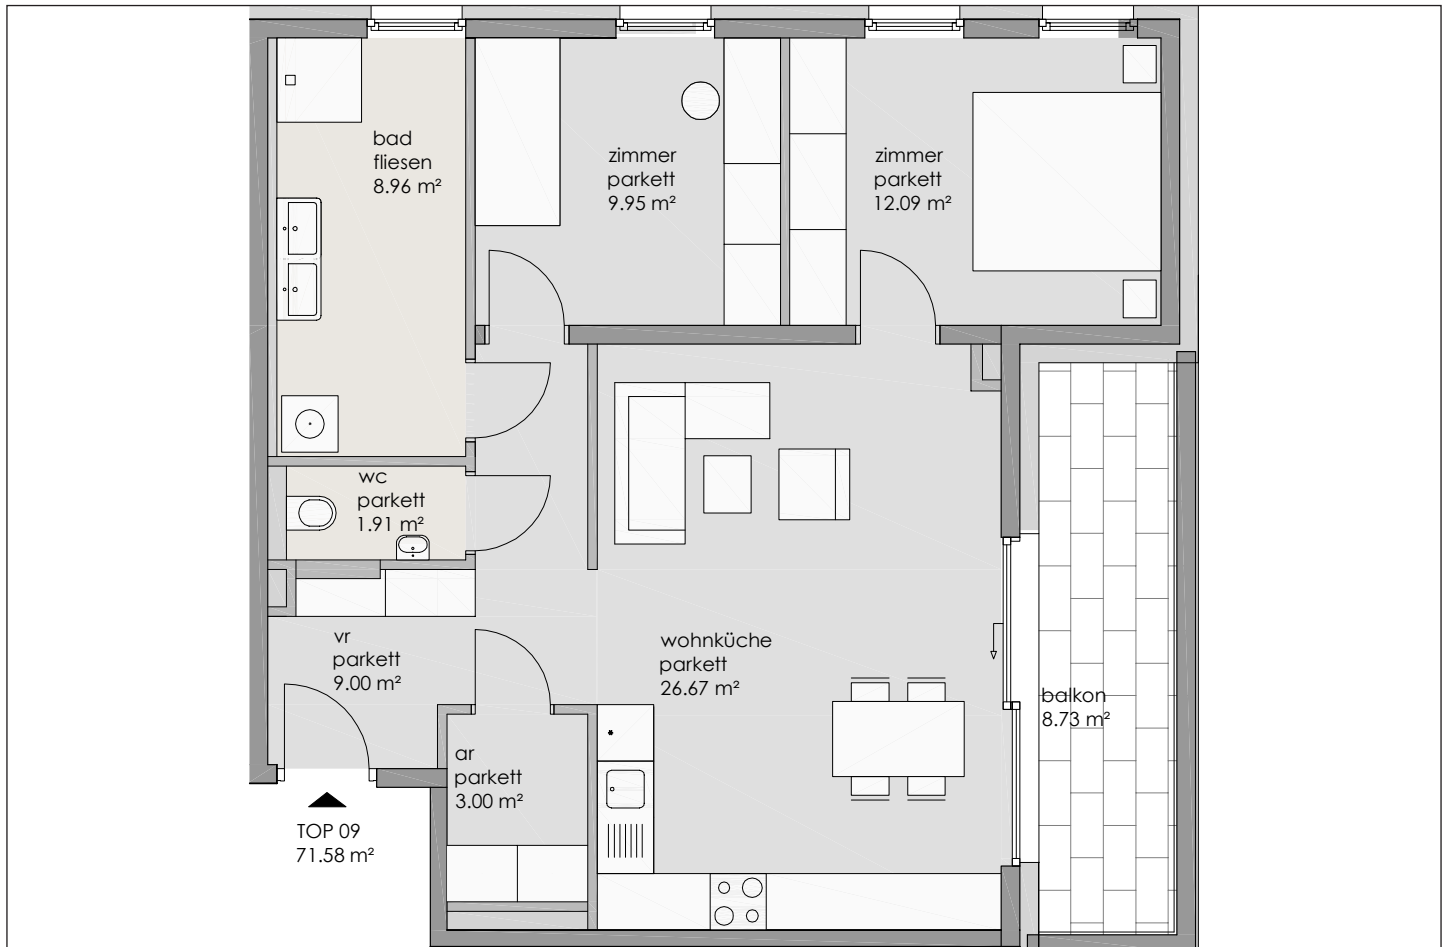 bad
fliesen
8.96 m²
zimmer
parkett
9.95 m²
zimmer
parkett
12.09 m²
wc
parkett
1.91 m²
vr
parkett
9.00 m²
wohnküche
parkett
26.67 m²
balkon
8.73 m²
ar
parkett
3.00 m²
TOP 09
71.58 m²